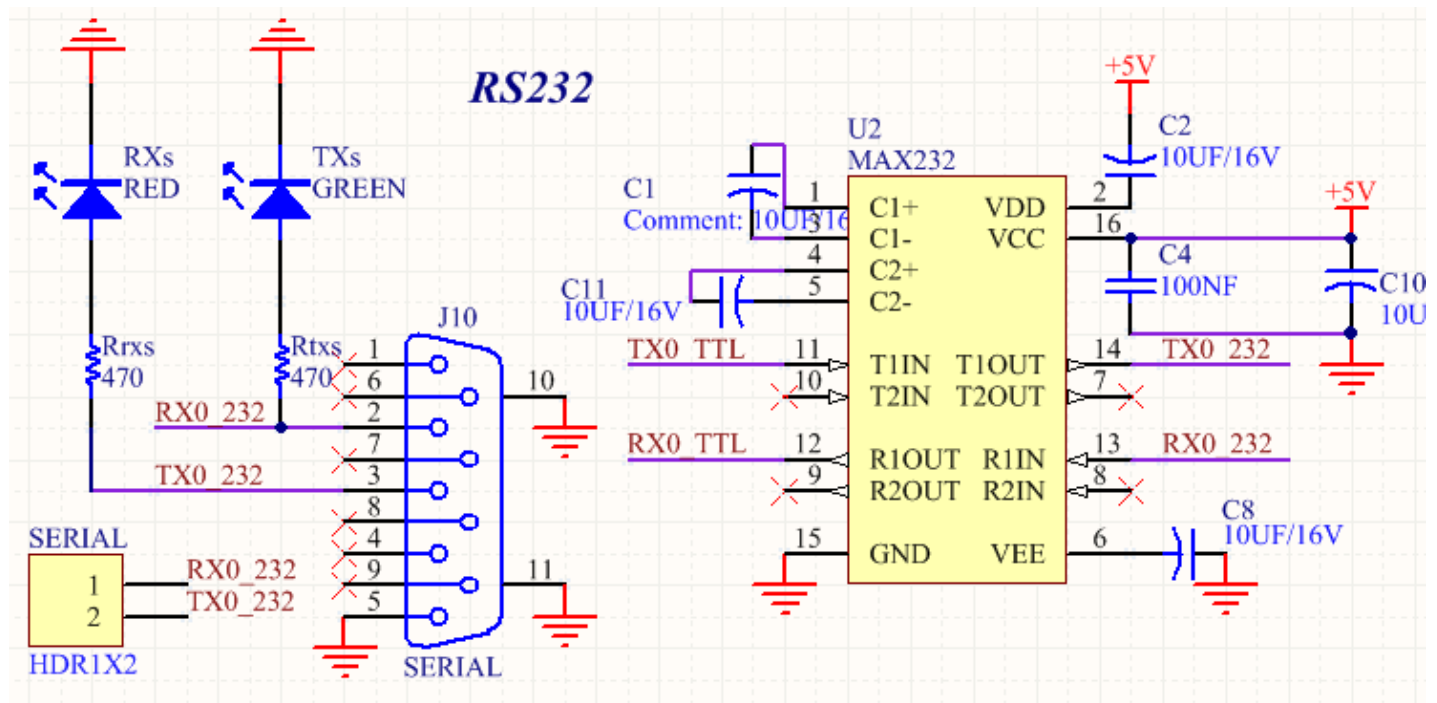 RS232
RXs
RED
TXs
GREEN
Rrxs
470
Rtxs
470
RX0_232
TX0_232
J10
1
6
2
7
3
8
4
9
5
10
11
SERIAL
SERIAL
1
2
RX0_232
TX0_232
HDR1X2
U2
MAX232
C1
Comment: 10UF/16
C11
10UF/16V
1
3
4
5
C1+
C1-
C2+
C2-
VDD
VCC
2
16
+5V
C2
10UF/16V
+5V
C4
100NF
C10
10U
TX0_TTL
11
T1IN
T1OUT
14
TX0_232
10
T2IN
T2OUT
7
RX0_TTL
12
R1OUT
R1IN
13
RX0_232
9
R2OUT
R2IN
8
15
GND
VEE
6
C8
10UF/16V